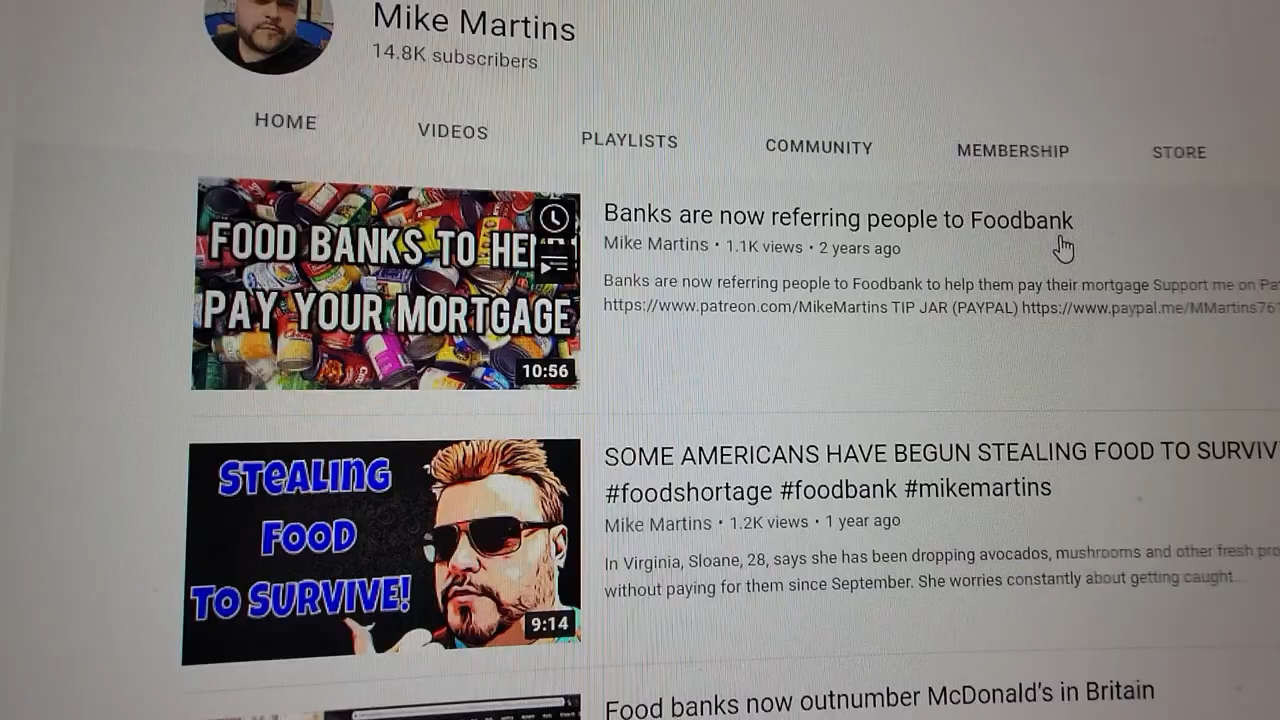 Mike Martins
14.8K subscribers
HOME VIDEOS PLAYLISTS COMMUNITY MEMBERSHIP STORE
FOOD BANKS TO
PAY YOUR MORTGAGE
10:56
Banks are now referring people to Foodbank
Mike Martins • 1.1K views • 2 years ago
Banks are now referring people to Foodbank to help them pay their mortgage Support me on
https://www.patreon.com/MikeMartins TIP JAR (PAYPAL) https://www.paypal.me/MMartins76
STEALING
FOOD
TO SURVIVE!
9:14
SOME AMERICANS HAVE BEGUN STEALING FOOD TO SURVIV
#foodshortage #foodbank #mikemartins
Mike Martins • 1.2K views • 1 year ago
In Virginia, Sloane, 28, says she has been dropping avocados, mushrooms and other fresh pro
without paying for them since September. She worries constantly about getting caught...
Food banks now outnumber McDonald's in Britain